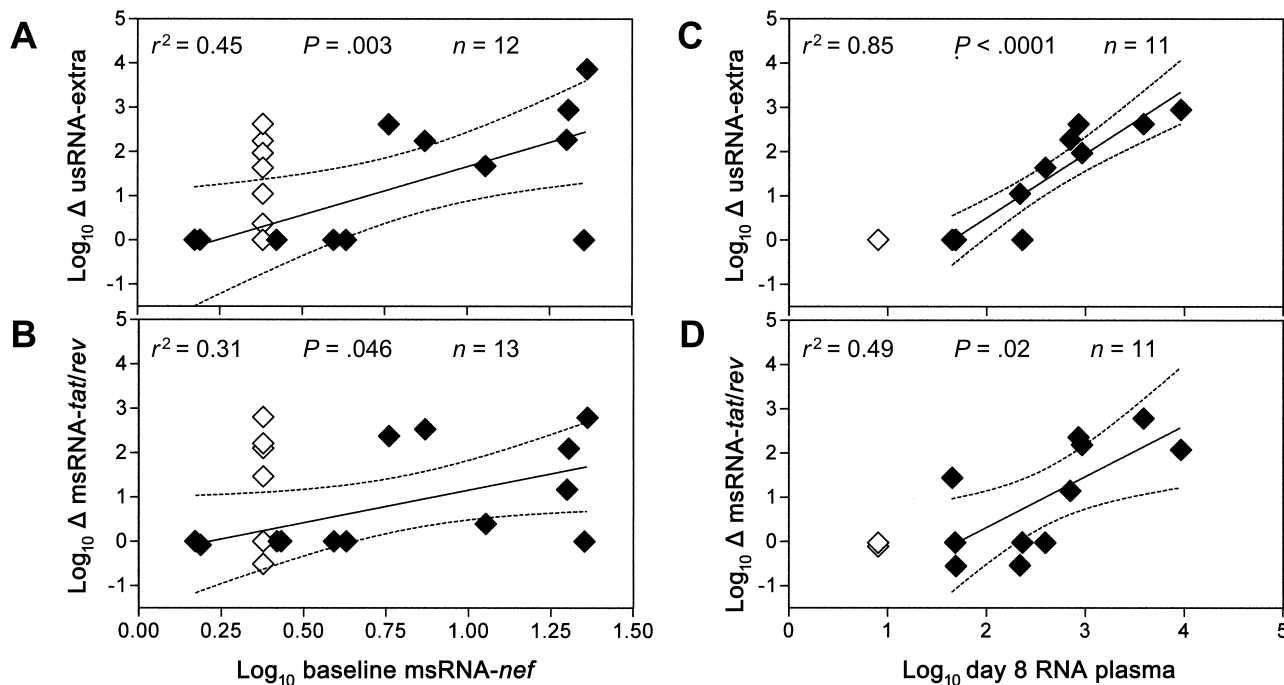 A
r² = 0.45 P = .003 n = 12
Log₁₀ Δ usRNA-extra
5
4
3
2
1
0
-1
C
r² = 0.85 P < .0001 n = 11
Log₁₀ Δ usRNA-extra
5
4
3
2
1
0
-1
B
r² = 0.31 P = .046 n = 13
Log₁₀ Δ msRNA-tat/rev
5
4
3
2
1
0
-1
0.00 0.25 0.50 0.75 1.00 1.25 1.50
Log₁₀ baseline msRNA-nef
D
r² = 0.49 P = .02 n = 11
Log₁₀ Δ msRNA-tat/rev
5
4
3
2
1
0
-1
0 1 2 3 4 5
Log₁₀ day 8 RNA plasma